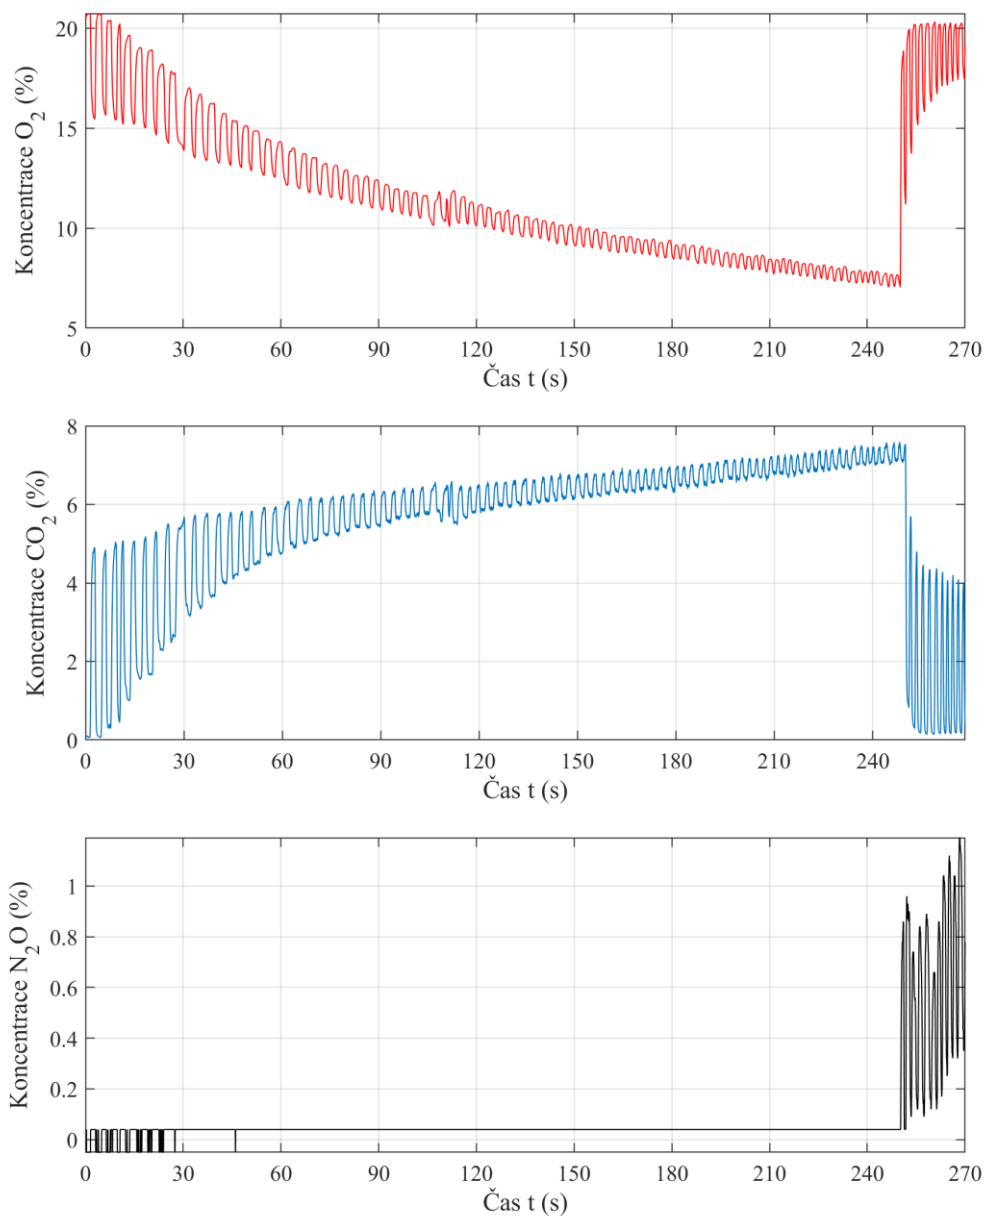 Koncentrace O2 (%)
20
15
10
5
0 30 60 90 120 150 180 210 240 270
Čas t (s)
Koncentrace CO2 (%)
8
6
4
2
0
0 30 60 90 120 150 180 210 240
Čas t (s)
Koncentrace N2O (%)
1
0.8
0.6
0.4
0.2
0
0 30 60 90 120 150 180 210 240 270
Čas t (s)